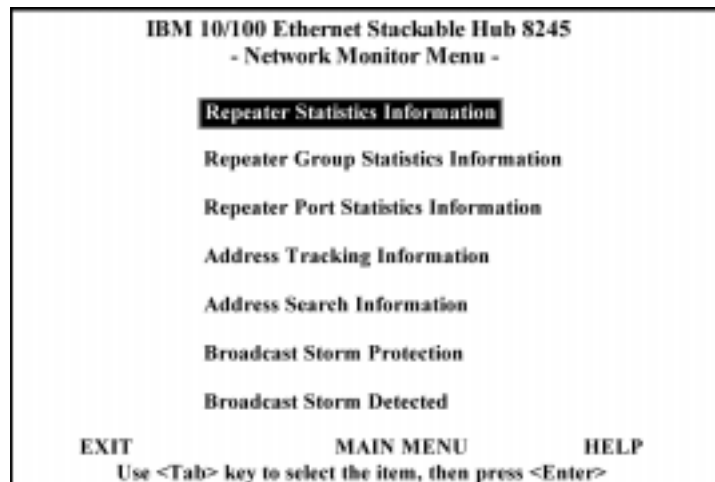 IBM 10/100 Ethernet Stackable Hub 8245
- Network Monitor Menu -
Repeater Statistics Information
Repeater Group Statistics Information
Repeater Port Statistics Information
Address Tracking Information
Address Search Information
Broadcast Storm Protection
Broadcast Storm Detected
EXIT MAIN MENU HELP
Use <Tab> key to select the item, then press <Enter>